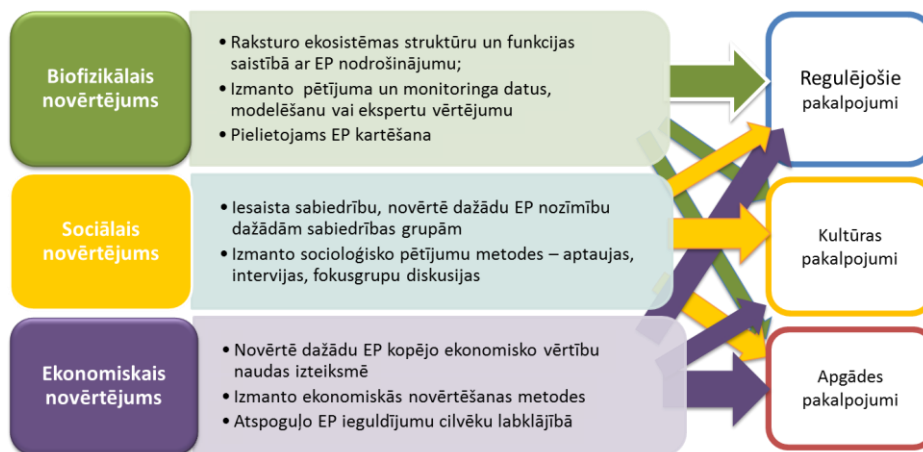 Biofizikālais
novērtējums
• Raksturo ekosistēmas struktūru un funkcijas
saistībā ar EP nodrošinājumu;
• Izmanto pētījuma un monitoringa datus,
modelēšanu vai ekspertu vērtējumu
• Pielietojams EP kartēšana
Regulējošie
pakalpojumi
Sociālais
novērtējums
• Iesaista sabiedrību, novērtē dažādu EP nozīmību
dažādām sabiedrības grupām
• Izmanto socioloģisko pētījumu metodes – aptaujas,
intervijas, fokusgrupu diskusijas
Kultūras
pakalpojumi
Ekonomiskais
novērtējums
• Novērtē dažādu EP kopējo ekonomisko vērtību
naudas izteiksmē
• Izmanto ekonomiskās novērtēšanas metodes
• Atspoguļo EP ieguldījumu cilvēku labklājībā
Apgādes
pakalpojumi